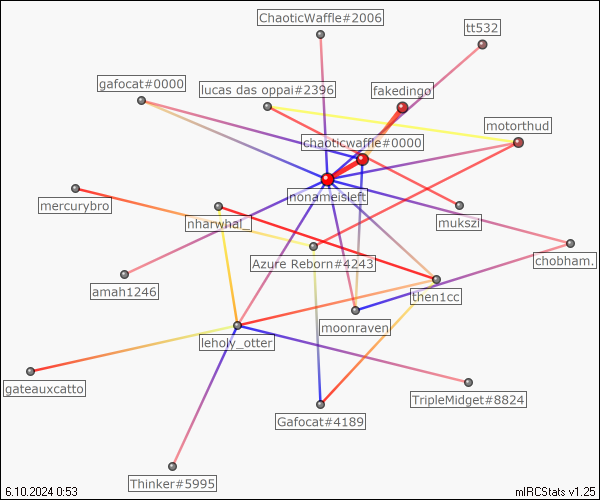 ChaoticWaffle#2006
tt532
gafocat#0000
lucas das oppai#2396
fakedingo
motorthud
chaoticwaffle#0000
nonameisleft
mercurybro
nharwhal_
mukszi
Azure Reborn#4243
chobham.
amah1246
then1cc
moonraven
leholy_otter
gateauxcatto
TripleMidget#8824
Gafocat#4189
Thinker#5995
6.10.2024 0:53
mIRCStats v1.25